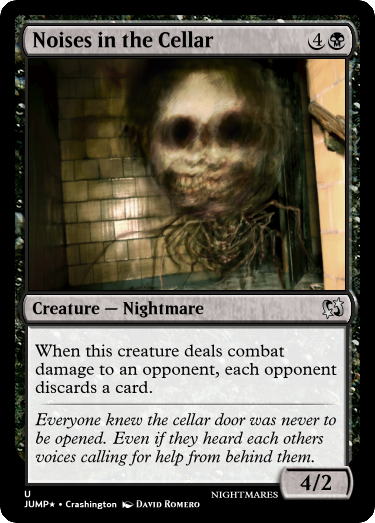 Noises in the Cellar 4
Creature — Nightmare
When this creature deals combat
damage to an opponent, each opponent
discards a card.
Everyone knew the cellar door was never to
be opened. Even if they heard each others
voices calling for help from behind them.
4/2
U
NIGHTMARES
JUMP★ • Crashington David Romero